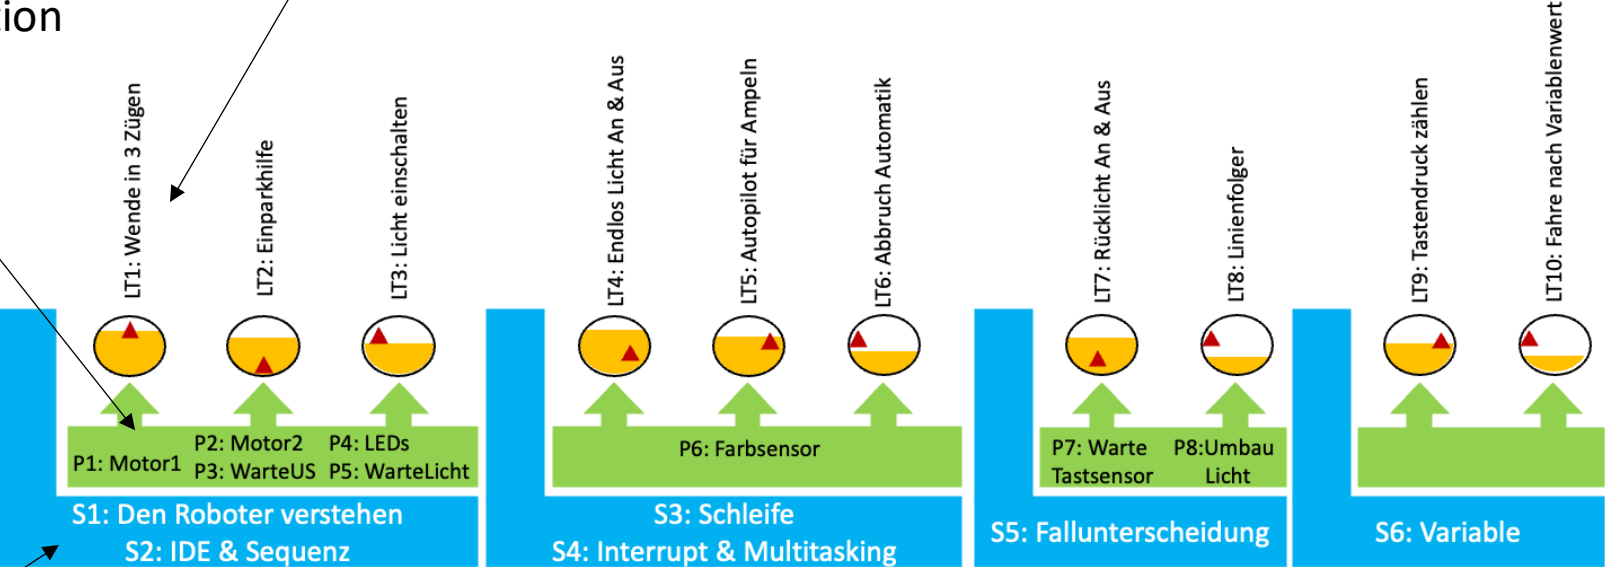 tion
LT1: Wende in 3 Zügen
LT2: Einparkhilfe
LT3: Licht einschalten
LT4: Endlos Licht An & Aus
LT5: Autopilot für Ampeln
LT6: Abbruch Automatik
LT7: Rücklicht An & Aus
LT8: Linienfolger
LT9: Tastendruck zählen
LT10: Fahre nach Variablenwert
P1: Motor1
P2: Motor2
P3: WarteUS
P4: LEDs
P5: WarteLicht
P6: Farbsensor
P7: Warte
Tastsensor
P8:Umbau
Licht
S1: Den Roboter verstehen
S2: IDE & Sequenz
S3: Schleife
S4: Interrupt & Multitasking
S5: Fallunterscheidung
S6: Variable